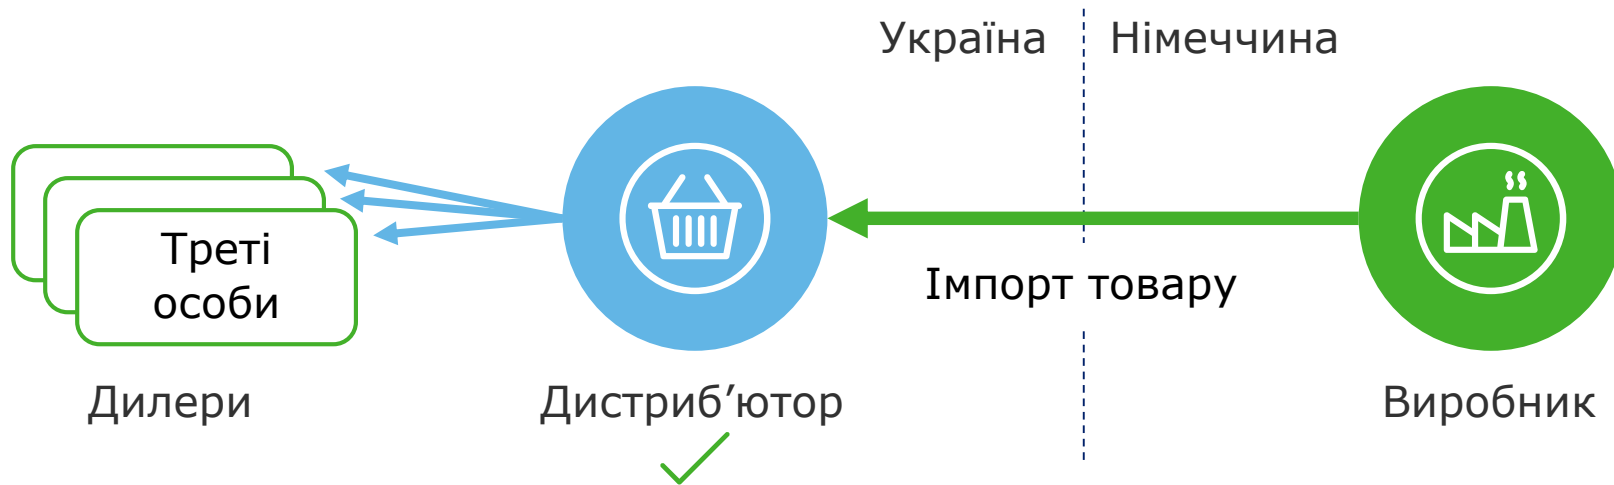 Україна
Німеччина
Треті
особи
Імпорт товару
Дилери
Дистриб’ютор
Виробник